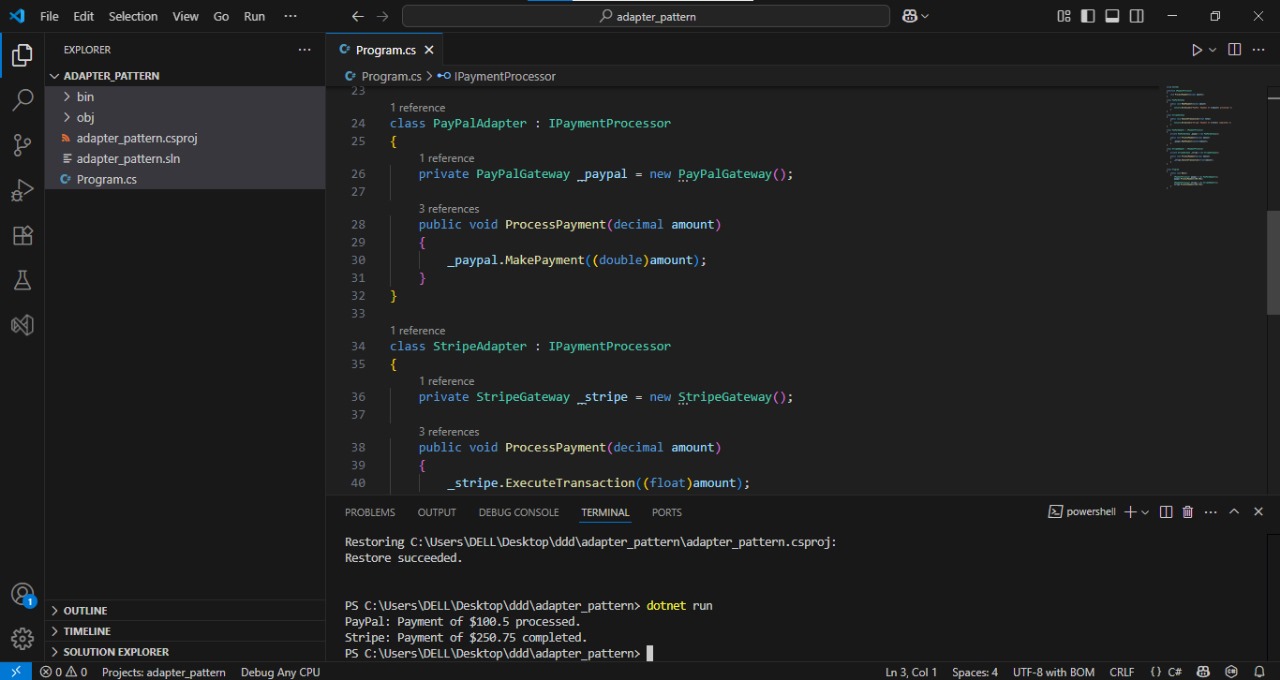 File Edit Selection View Go Run ···
adapter_pattern
EXPLORER
ADAPTER_PATTERN
bin
obj
adapter_pattern.csproj
adapter_pattern.sln
Program.cs
OUTLINE
TIMELINE
SOLUTION EXPLORER
Program.cs
Program.cs > IPaymentProcessor
23
1 reference
24 class PayPalAdapter : IPaymentProcessor
25 {
1 reference
26 private PayPalGateway _paypal = new PayPalGateway();
27
3 references
28 public void ProcessPayment(decimal amount)
29 {
30 _paypal.MakePayment((double)amount);
31 }
32 }
33
1 reference
34 class StripeAdapter : IPaymentProcessor
35 {
1 reference
36 private StripeGateway _stripe = new StripeGateway();
37
3 references
38 public void ProcessPayment(decimal amount)
39 {
40 _stripe.ExecuteTransaction((float)amount);
PROBLEMS OUTPUT DEBUG CONSOLE TERMINAL PORTS
powershell
Restoring C:\Users\DELL\Desktop\ddd\adapter_pattern\adapter_pattern.csproj:
Restore succeeded.
PS C:\Users\DELL\Desktop\ddd\adapter_pattern> dotnet run
PayPal: Payment of $100.5 processed.
Stripe: Payment of $250.75 completed.
PS C:\Users\DELL\Desktop\ddd\adapter_pattern>
1
0 0 Projects: adapter_pattern Debug Any CPU Ln 3, Col 1 Spaces: 4 UTF-8 with BOM CRLF {} C#